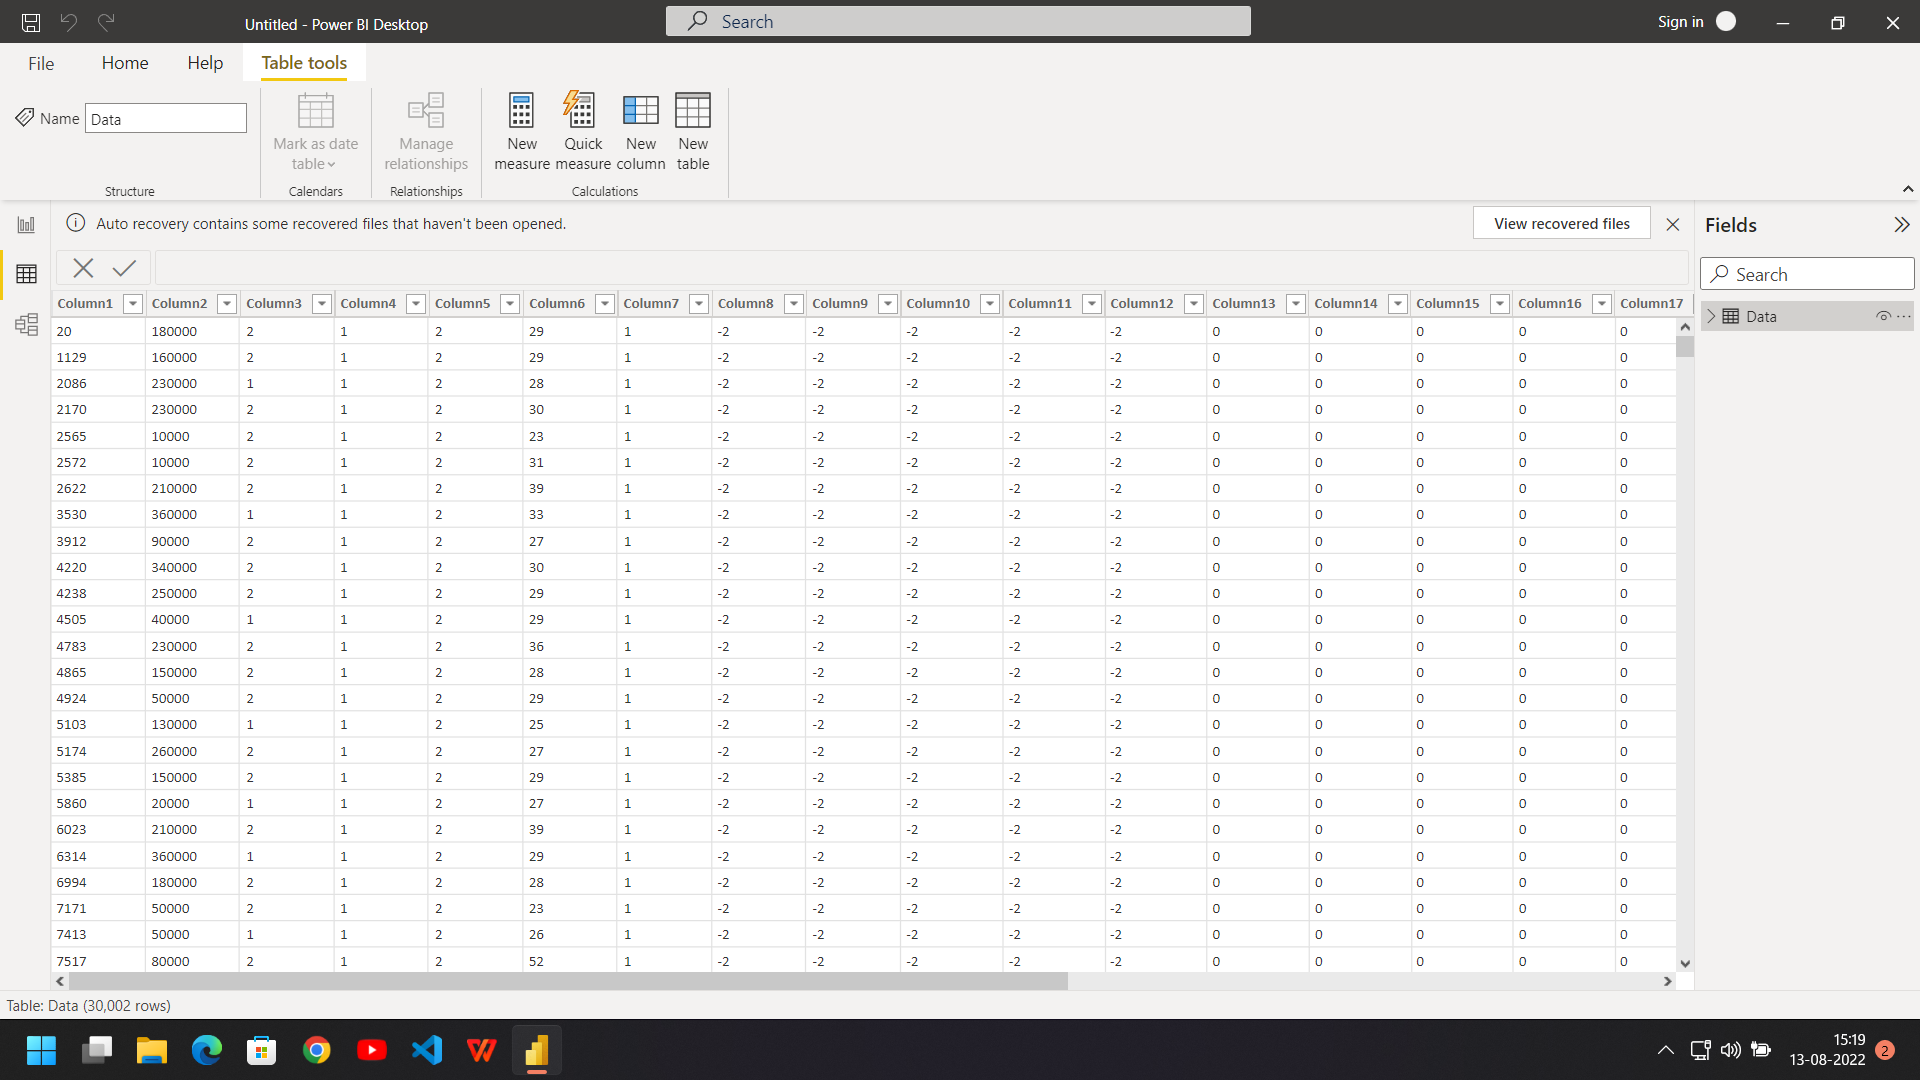 Untitled - Power BI Desktop
Search
Sign in
File Home Help Table tools
Name Data
Mark as date table
Manage relationships
New measure
Quick measure
New column
New table
Structure Calendars Relationships Calculations
Auto recovery contains some recovered files that haven't been opened. View recovered files
Fields
Search
Data
Column1 Column2 Column3 Column4 Column5 Column6 Column7 Column8 Column9 Column10 Column11 Column12 Column13 Column14 Column15 Column16 Column17
20 180000 2 1 2 29 1 -2 -2 -2 -2 -2 0 0 0 0 0
1129 160000 2 1 2 29 1 -2 -2 -2 -2 -2 0 0 0 0 0
2086 230000 1 1 2 28 1 -2 -2 -2 -2 -2 0 0 0 0 0
2170 230000 2 1 2 30 1 -2 -2 -2 -2 -2 0 0 0 0 0
2565 10000 2 1 2 23 1 -2 -2 -2 -2 -2 0 0 0 0 0
2572 10000 2 1 2 31 1 -2 -2 -2 -2 -2 0 0 0 0 0
2622 210000 2 1 2 39 1 -2 -2 -2 -2 -2 0 0 0 0 0
3530 360000 1 1 2 33 1 -2 -2 -2 -2 -2 0 0 0 0 0
3912 90000 2 1 2 27 1 -2 -2 -2 -2 -2 0 0 0 0 0
4220 340000 2 1 2 30 1 -2 -2 -2 -2 -2 0 0 0 0 0
4238 250000 2 1 2 29 1 -2 -2 -2 -2 -2 0 0 0 0 0
4505 40000 1 1 2 29 1 -2 -2 -2 -2 -2 0 0 0 0 0
4783 230000 2 1 2 36 1 -2 -2 -2 -2 -2 0 0 0 0 0
4865 150000 2 1 2 28 1 -2 -2 -2 -2 -2 0 0 0 0 0
4924 50000 2 1 2 29 1 -2 -2 -2 -2 -2 0 0 0 0 0
5103 130000 1 1 2 25 1 -2 -2 -2 -2 -2 0 0 0 0 0
5174 260000 2 1 2 27 1 -2 -2 -2 -2 -2 0 0 0 0 0
5385 150000 2 1 2 29 1 -2 -2 -2 -2 -2 0 0 0 0 0
5860 20000 1 1 2 27 1 -2 -2 -2 -2 -2 0 0 0 0 0
6023 210000 2 1 2 39 1 -2 -2 -2 -2 -2 0 0 0 0 0
6314 360000 1 1 2 29 1 -2 -2 -2 -2 -2 0 0 0 0 0
6994 180000 2 1 2 28 1 -2 -2 -2 -2 -2 0 0 0 0 0
7171 50000 2 1 2 23 1 -2 -2 -2 -2 -2 0 0 0 0 0
7413 50000 1 1 2 26 1 -2 -2 -2 -2 -2 0 0 0 0 0
7517 80000 2 1 2 52 1 -2 -2 -2 -2 -2 0 0 0 0 0
Table: Data (30,002 rows)
15:19
13-08-2022
2